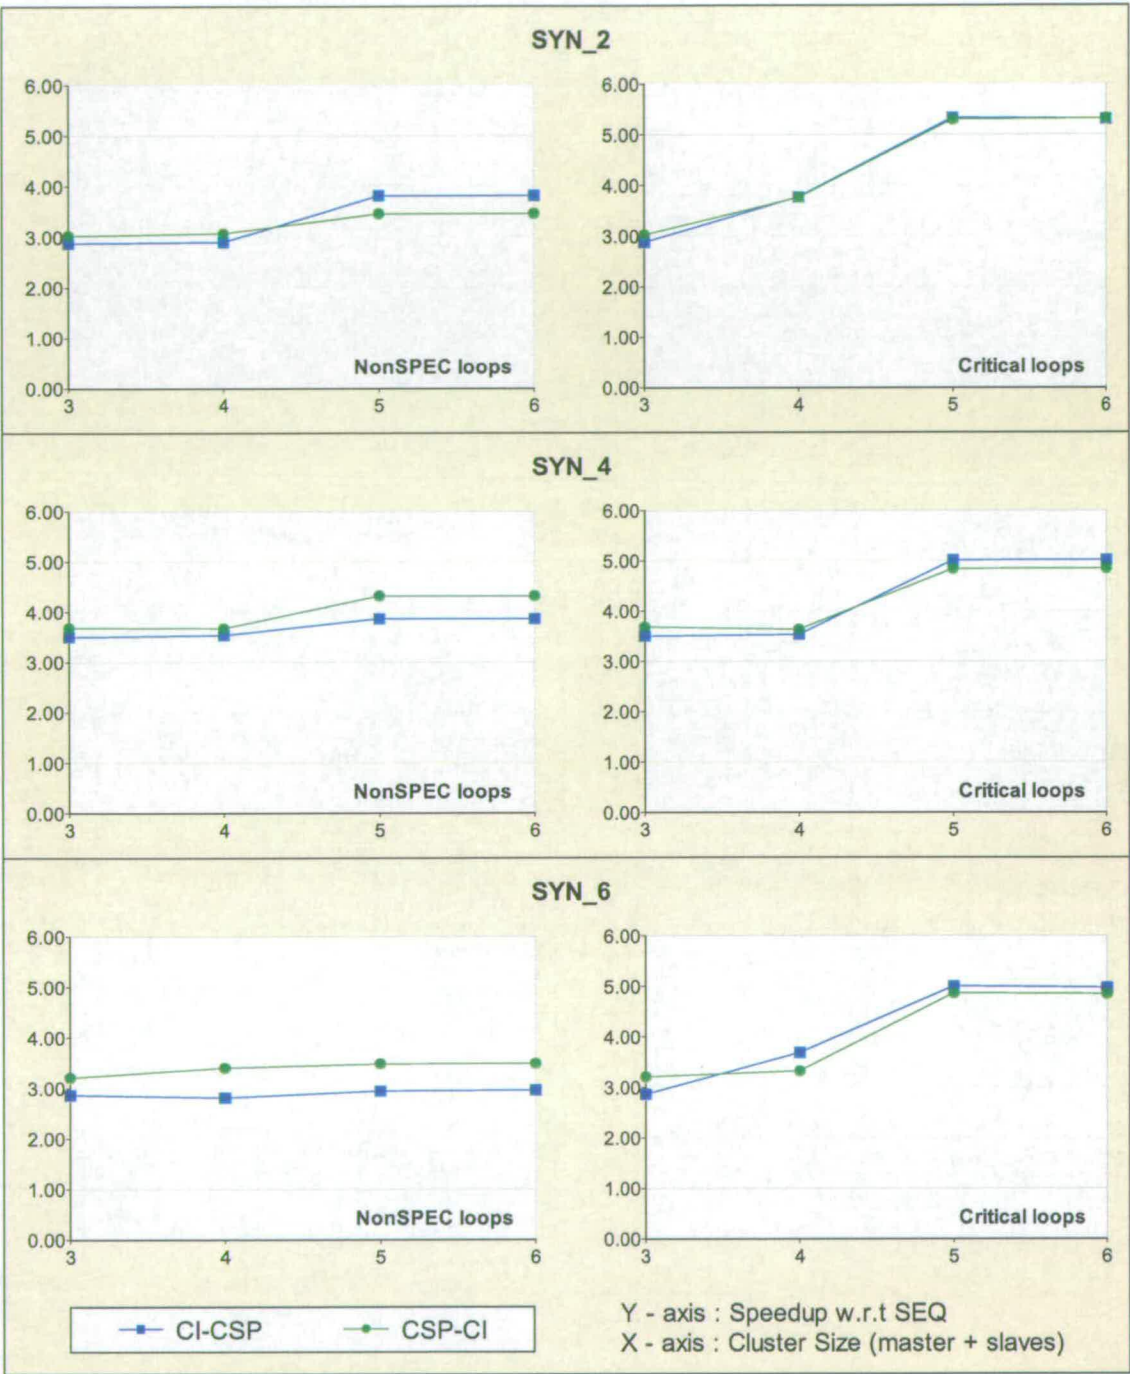 SYN_2
6.00
5.00
4.00
3.00
2.00
1.00
0.00
3 4 5 6
NonSPEC loops
6.00
5.00
4.00
3.00
2.00
1.00
0.00
3 4 5 6
Critical loops
SYN_4
6.00
5.00
4.00
3.00
2.00
1.00
0.00
3 4 5 6
NonSPEC loops
6.00
5.00
4.00
3.00
2.00
1.00
0.00
3 4 5 6
Critical loops
SYN_6
6.00
5.00
4.00
3.00
2.00
1.00
0.00
3 4 5 6
NonSPEC loops
6.00
5.00
4.00
3.00
2.00
1.00
0.00
3 4 5 6
Critical loops
CI-CSP CSP-CI
Y - axis : Speedup w.r.t SEQ
X - axis : Cluster Size (master + slaves)